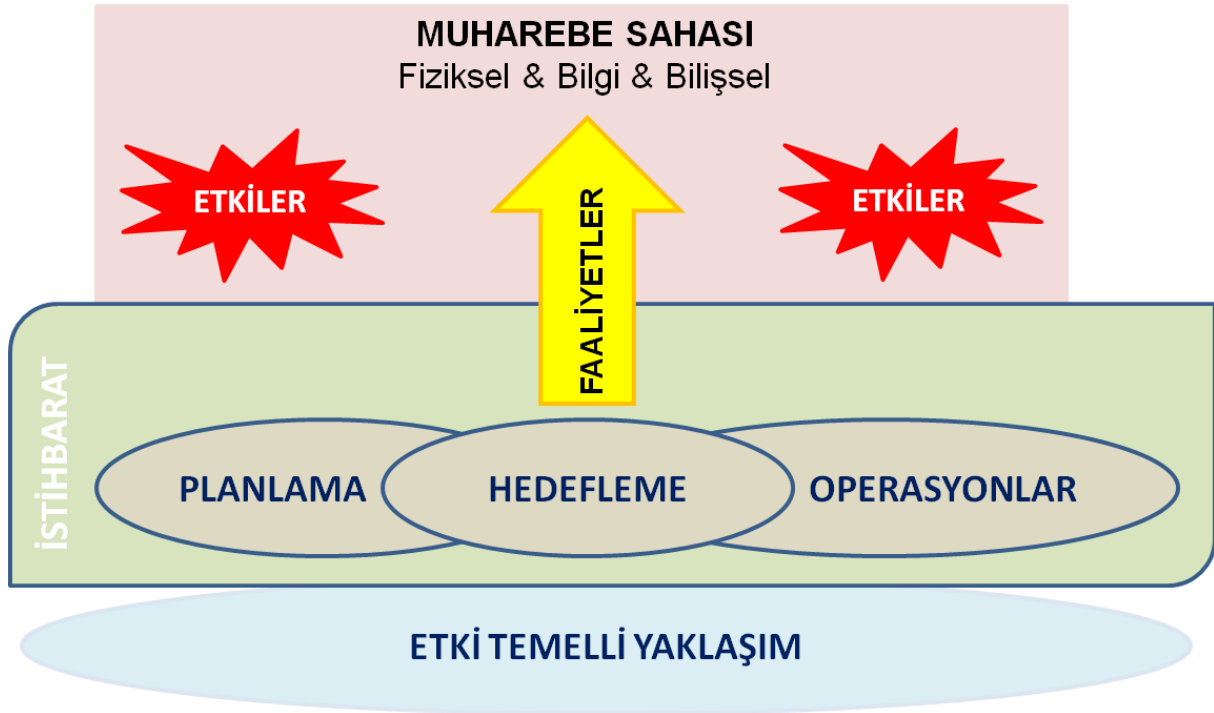 MUHAREBE SAHASI
Fiziksel & Bilgi & Bilişsel
ETKİLER
ETKİLER
FAALİYETLER
İSTİHBARAT
PLANLAMA
HEDEFLEME
OPERASYONLAR
ETKİ TEMELLİ YAKLAŞIM